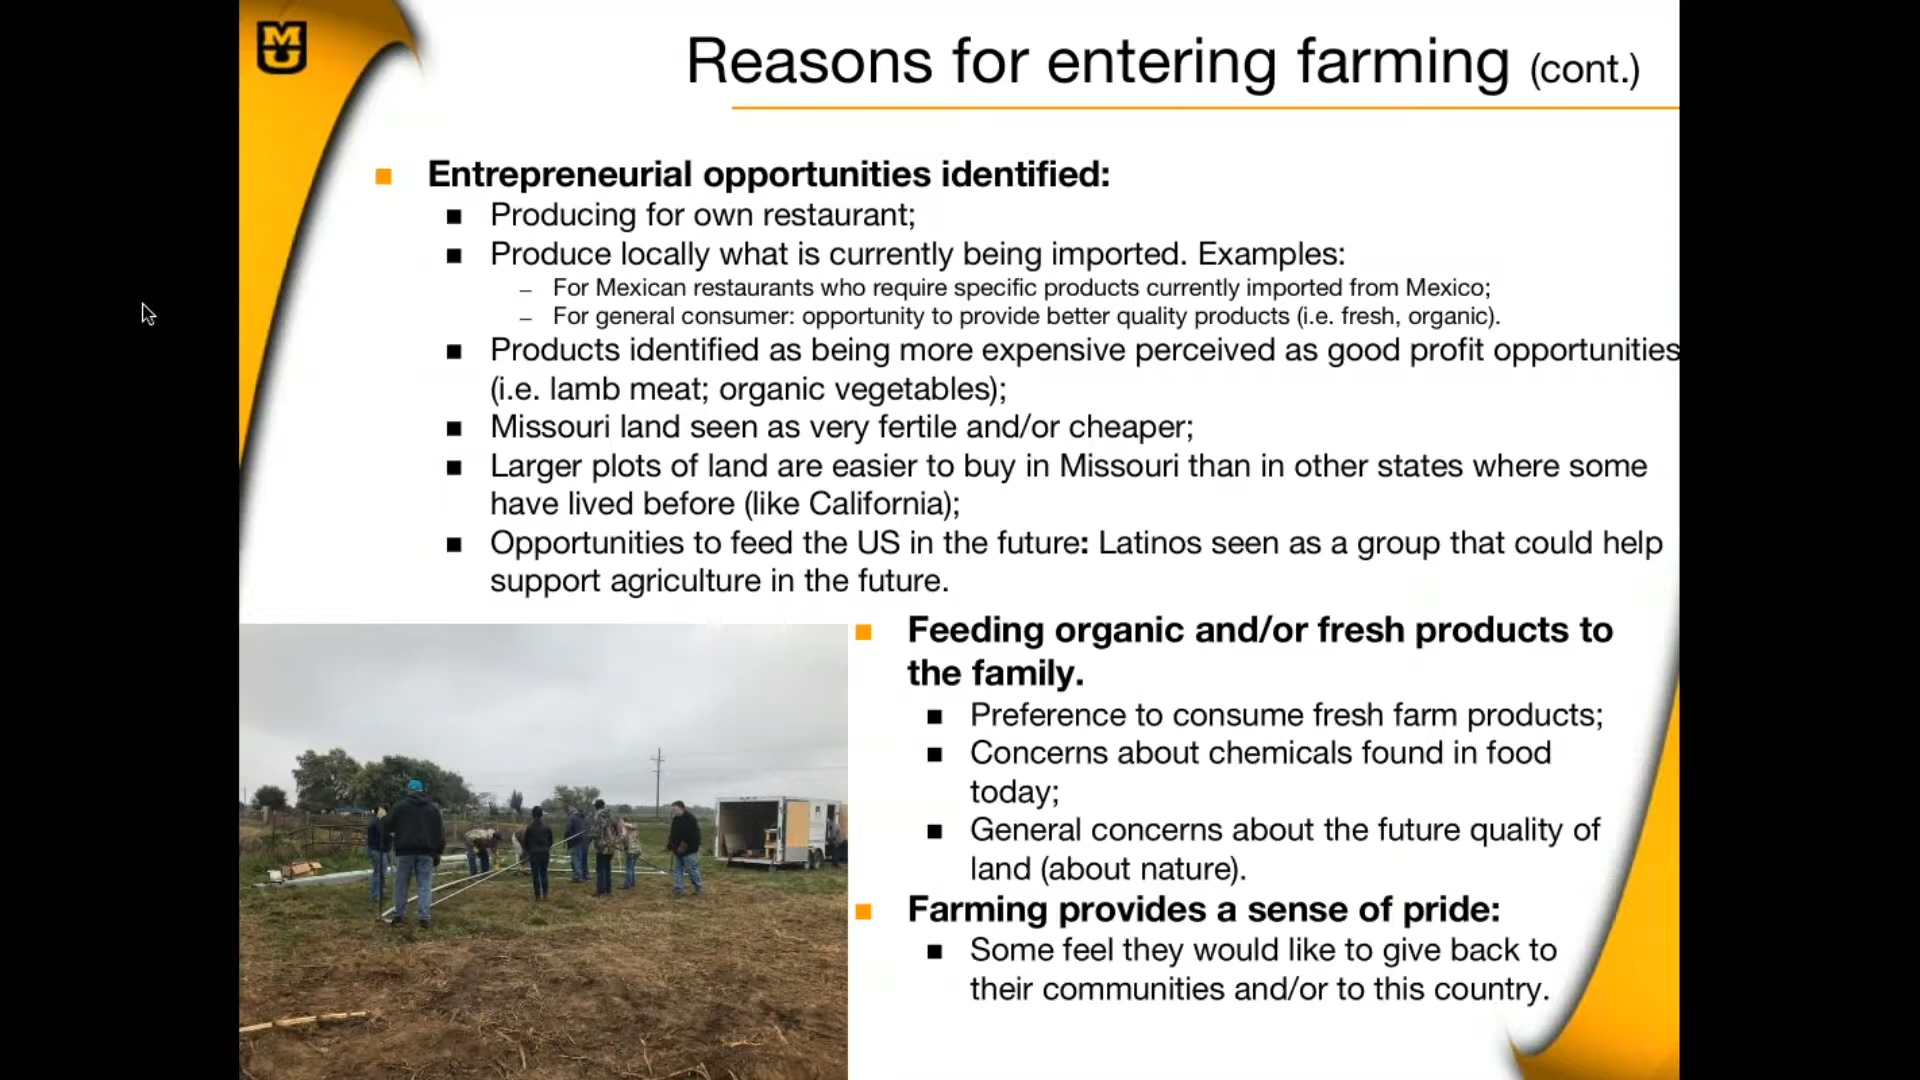 MU
Reasons for entering farming (cont.)
Entrepreneurial opportunities identified:
Producing for own restaurant;
Produce locally what is currently being imported. Examples:
– For Mexican restaurants who require specific products currently imported from Mexico;
– For general consumer: opportunity to provide better quality products (i.e. fresh, organic).
Products identified as being more expensive perceived as good profit opportunities
(i.e. lamb meat; organic vegetables);
Missouri land seen as very fertile and/or cheaper;
Larger plots of land are easier to buy in Missouri than in other states where some
have lived before (like California);
Opportunities to feed the US in the future: Latinos seen as a group that could help
support agriculture in the future.
Feeding organic and/or fresh products to
the family.
Preference to consume fresh farm products;
Concerns about chemicals found in food
today;
General concerns about the future quality of
land (about nature).
Farming provides a sense of pride:
Some feel they would like to give back to
their communities and/or to this country.